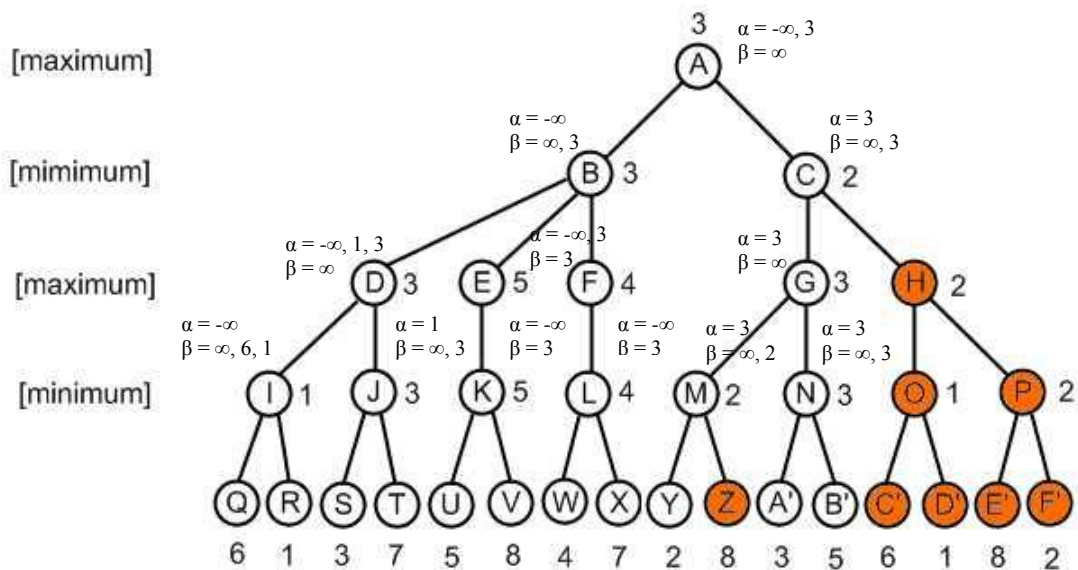 3
α = -∞, 3
β = ∞
[maximum]
A
α = -∞
β = ∞, 3
α = 3
β = ∞, 3
[mimimum]
B 3
C 2
α = -∞, 1, 3
β = ∞
α = -∞, 3
β = 3
α = 3
β = ∞
[maximum]
D 3
E 5
F 4
G 3
H 2
α = -∞
β = ∞, 6, 1
α = 1
β = ∞, 3
α = -∞
β = 3
α = -∞
β = 3
α = 3
β = ∞, 2
α = 3
β = ∞, 3
[minimum]
I 1
J 3
K 5
L 4
M 2
N 3
O 1
P 2
Q R S T U V W X Y Z A' B' C' D' E' F'
6 1 3 7 5 8 4 7 2 8 3 5 6 1 8 2